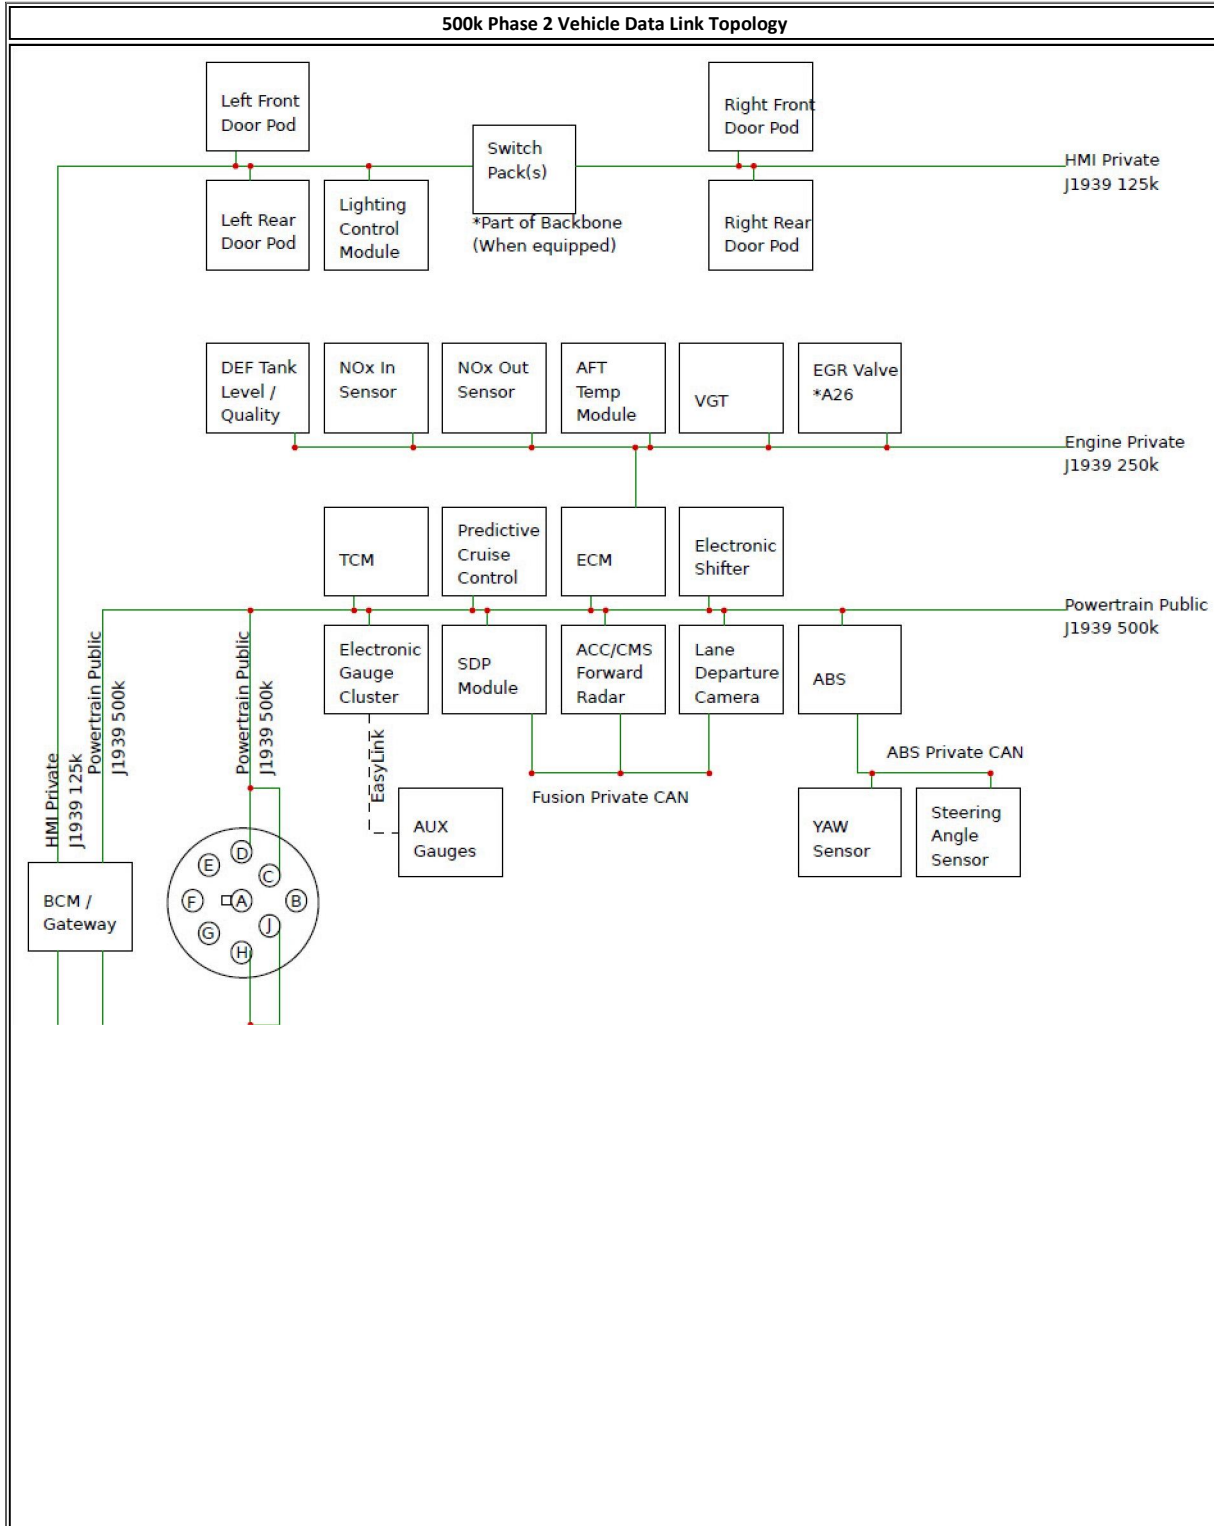 500k Phase 2 Vehicle Data Link Topology
Left Front
Door Pod
Switch
Pack(s)
Right Front
Door Pod
HMI Private
J1939 125k
Left Rear
Door Pod
Lighting
Control
Module
*Part of Backbone
(When equipped)
Right Rear
Door Pod
DEF Tank
Level /
Quality
NOx In
Sensor
NOx Out
Sensor
AFT
Temp
Module
VGT
EGR Valve
*A26
Engine Private
J1939 250k
TCM
Predictive
Cruise
Control
ECM
Electronic
Shifter
Powertrain Public
J1939 500k
Electronic
Gauge
Cluster
SDP
Module
ACC/CMS
Forward
Radar
Lane
Departure
Camera
ABS
HMI Private
J1939 125k
Powertrain Public
J1939 500k
Powertrain Public
J1939 500k
EasyLink
Fusion Private CAN
ABS Private CAN
AUX
Gauges
YAW
Sensor
Steering
Angle
Sensor
BCM /
Gateway
D
E
C
F
A
B
G
J
H